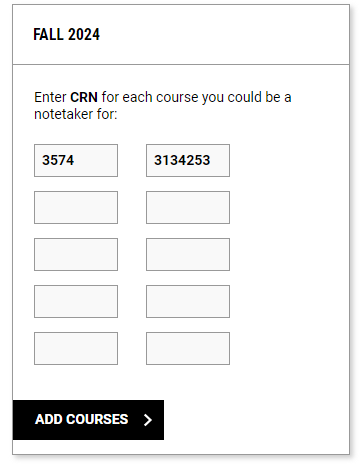 FALL 2024
Enter CRN for each course you could be a
notetaker for:
3574 3134253
ADD COURSES